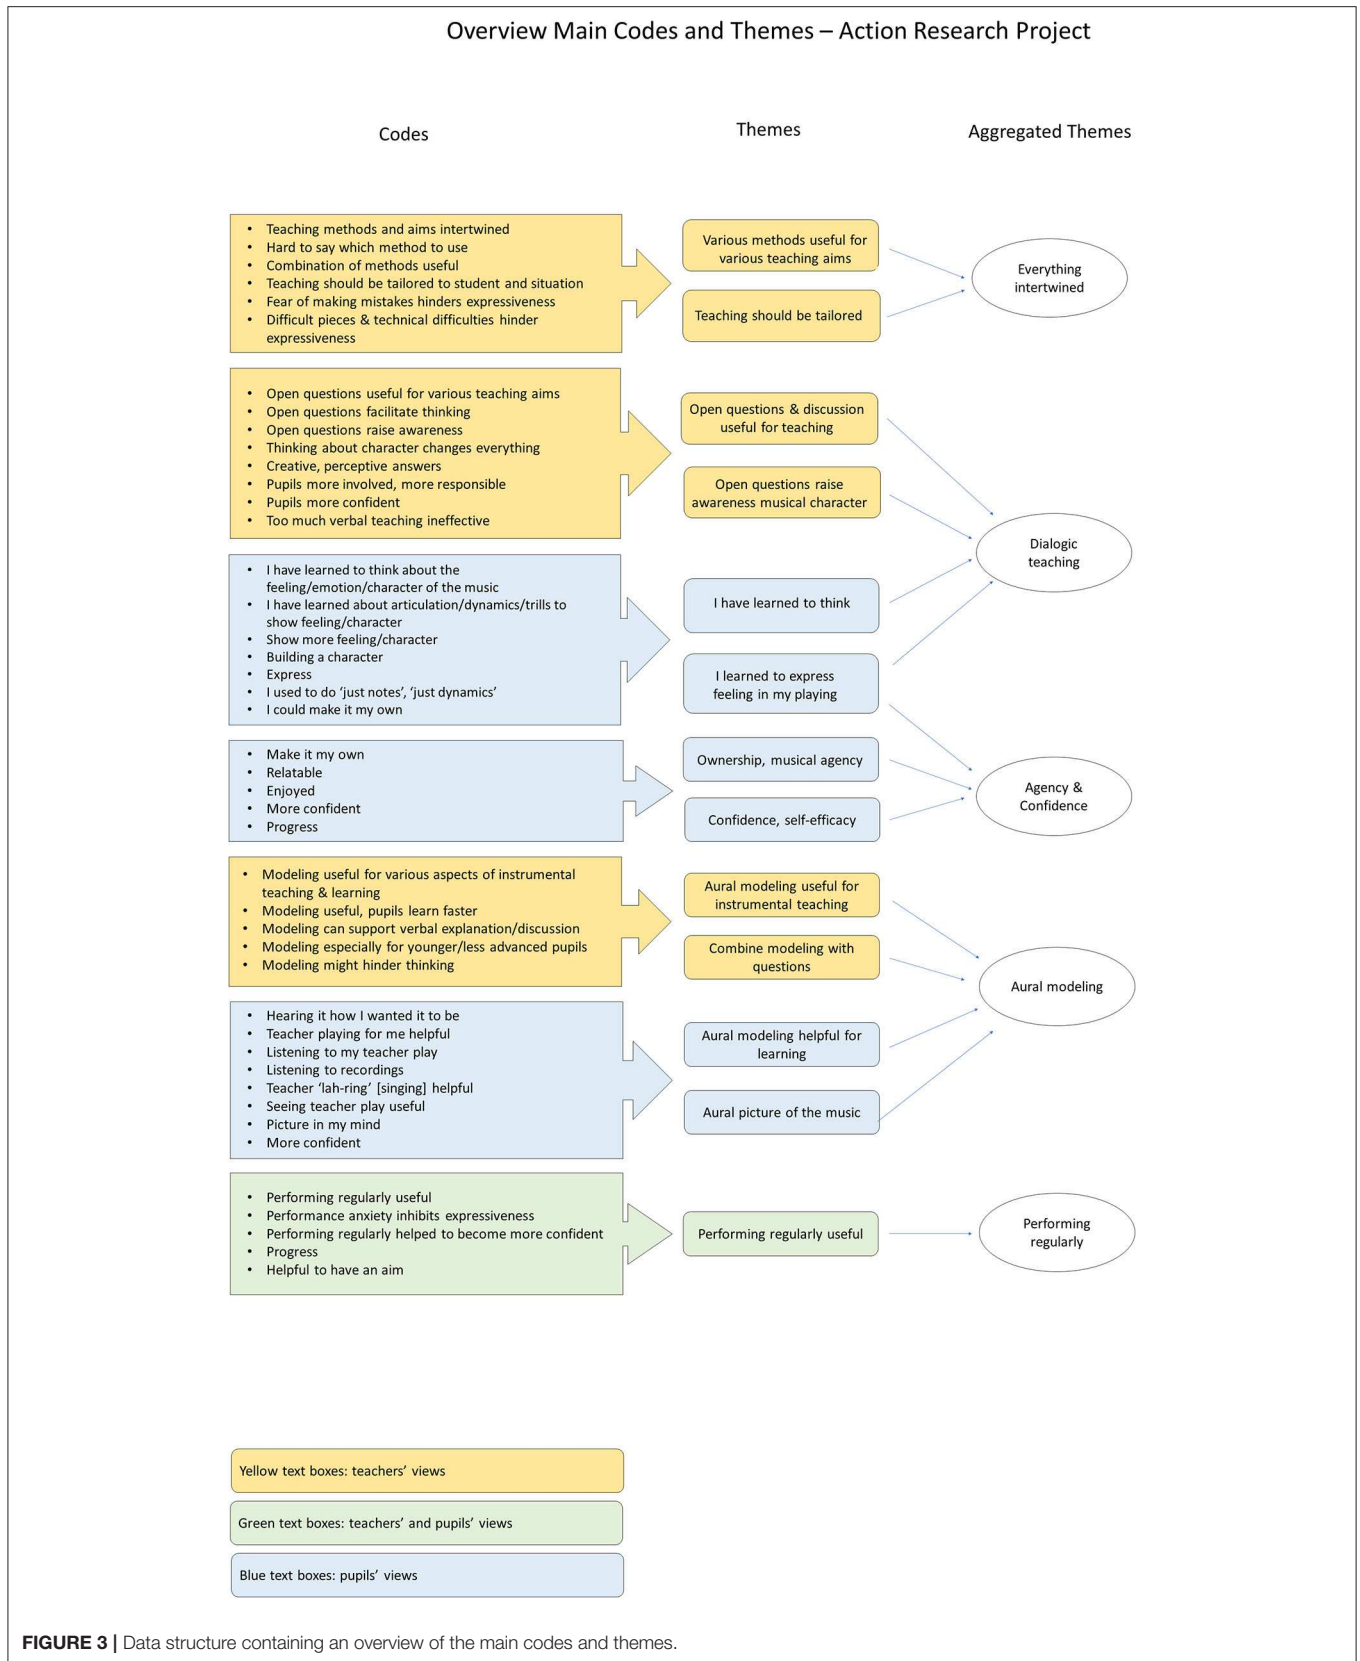 Overview Main Codes and Themes – Action Research Project
Codes
Themes
Aggregated Themes
• Teaching methods and aims intertwined
• Hard to say which method to use
• Combination of methods useful
• Teaching should be tailored to student and situation
• Fear of making mistakes hinders expressiveness
• Difficult pieces & technical difficulties hinder
expressiveness
Various methods useful for
various teaching aims
Teaching should be tailored
Everything
intertwined
• Open questions useful for various teaching aims
• Open questions facilitate thinking
• Open questions raise awareness
• Thinking about character changes everything
• Creative, perceptive answers
• Pupils more involved, more responsible
• Pupils more confident
• Too much verbal teaching ineffective
Open questions & discussion
useful for teaching
Open questions raise
awareness musical character
Dialogic
teaching
• I have learned to think about the
feeling/emotion/character of the music
• I have learned about articulation/dynamics/trills to
show feeling/character
• Show more feeling/character
• Building a character
• Express
• I used to do ‘just notes’, ‘just dynamics’
• I could make it my own
I have learned to think
I learned to express
feeling in my playing
• Make it my own
• Relatable
• Enjoyed
• More confident
• Progress
Ownership, musical agency
Confidence, self-efficacy
Agency &
Confidence
• Modeling useful for various aspects of instrumental
teaching & learning
• Modeling useful, pupils learn faster
• Modeling can support verbal explanation/discussion
• Modeling especially for younger/less advanced pupils
• Modeling might hinder thinking
Aural modeling useful for
instrumental teaching
Combine modeling with
questions
Aural modeling
• Hearing it how I wanted it to be
• Teacher playing for me helpful
• Listening to my teacher play
• Listening to recordings
• Teacher ‘lah-ring’ [singing] helpful
• Seeing teacher play useful
• Picture in my mind
• More confident
Aural modeling helpful for
learning
Aural picture of the music
• Performing regularly useful
• Performance anxiety inhibits expressiveness
• Performing regularly helped to become more confident
• Progress
• Helpful to have an aim
Performing regularly useful
Performing
regularly
Yellow text boxes: teachers’ views
Green text boxes: teachers’ and pupils’ views
Blue text boxes: pupils’ views
FIGURE 3 | Data structure containing an overview of the main codes and themes.